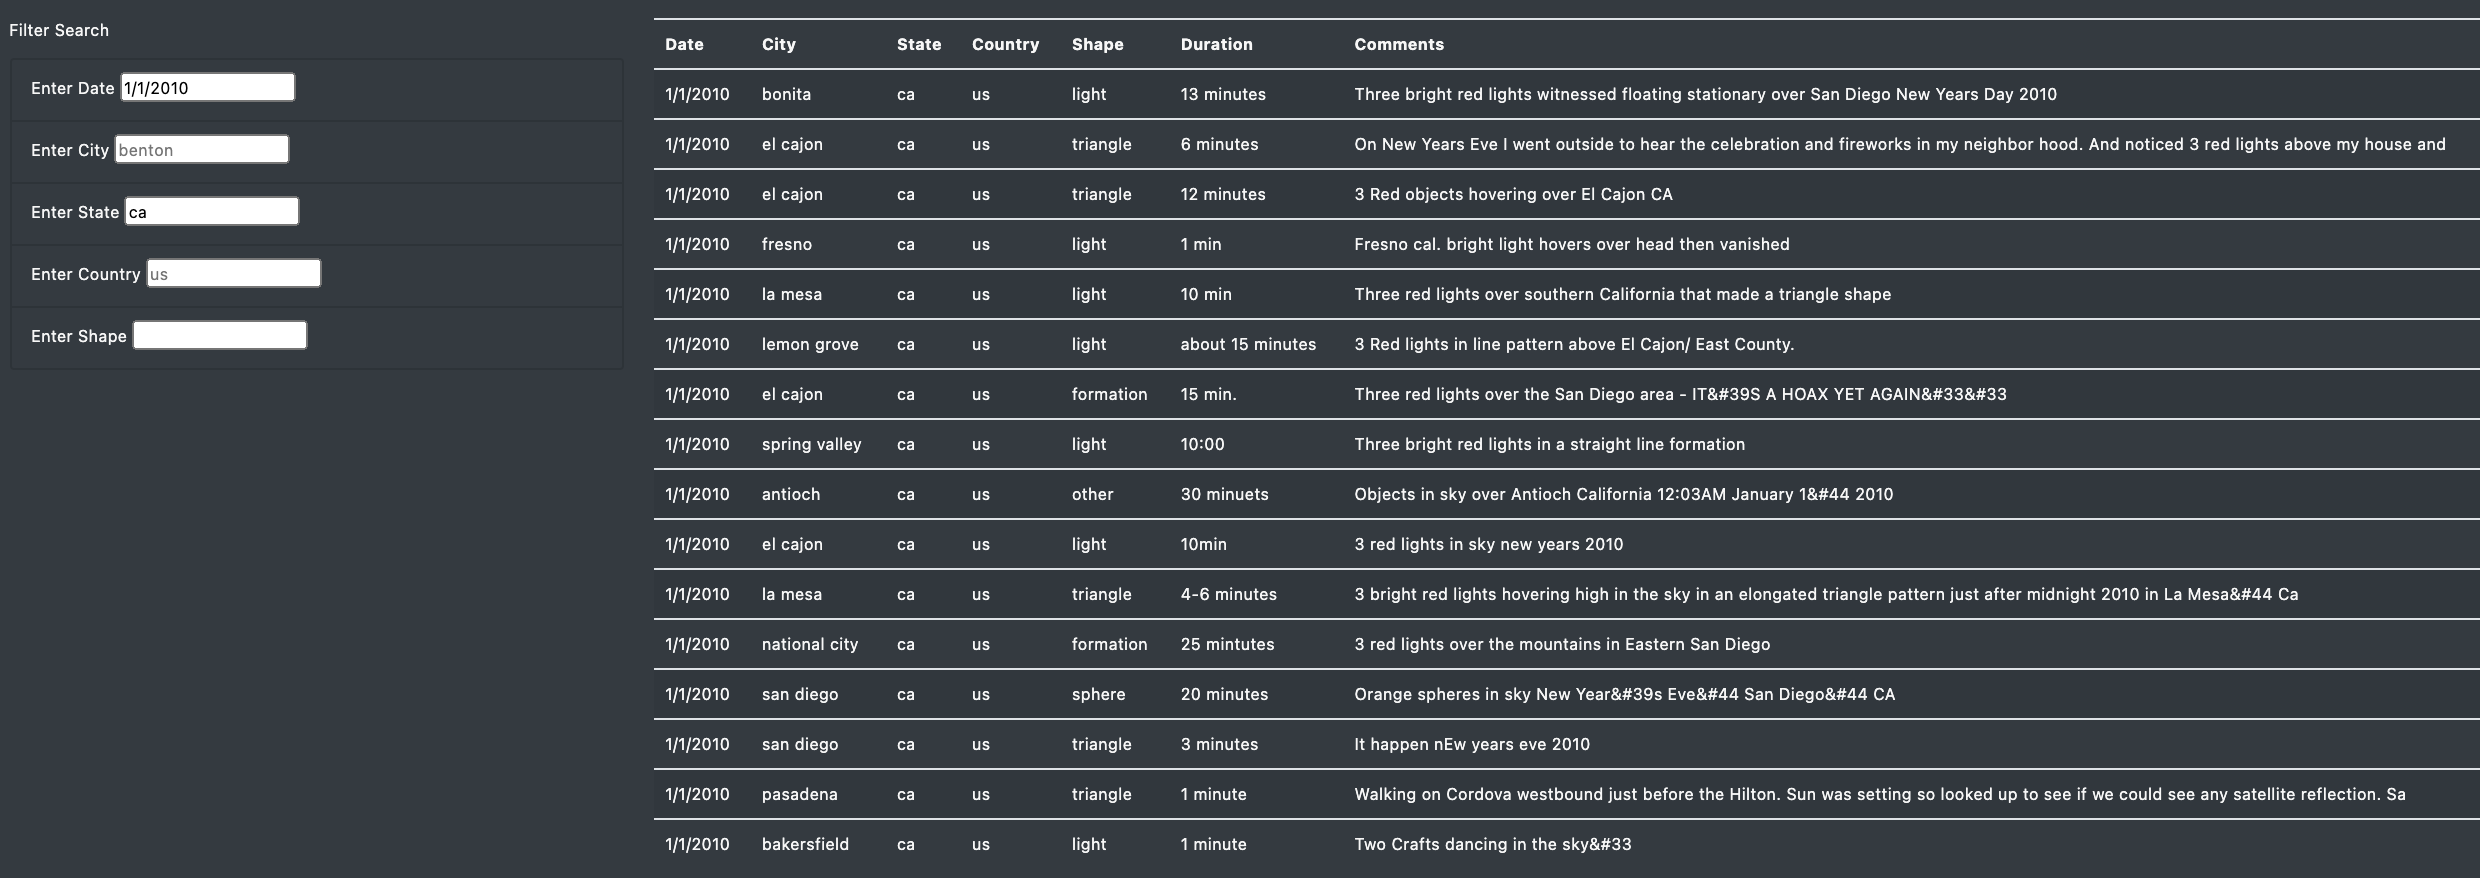 Filter Search
Enter Date 1/1/2010
Enter City benton
Enter State ca
Enter Country us
Enter Shape
Date City State Country Shape Duration Comments
1/1/2010 bonita ca us light 13 minutes Three bright red lights witnessed floating stationary over San Diego New Years Day 2010
1/1/2010 el cajon ca us triangle 6 minutes On New Years Eve I went outside to hear the celebration and fireworks in my neighbor hood. And noticed 3 red lights above my house and
1/1/2010 el cajon ca us triangle 12 minutes 3 Red objects hovering over El Cajon CA
1/1/2010 fresno ca us light 1 min Fresno cal. bright light hovers over head then vanished
1/1/2010 la mesa ca us light 10 min Three red lights over southern California that made a triangle shape
1/1/2010 lemon grove ca us light about 15 minutes 3 Red lights in line pattern above El Cajon/ East County.
1/1/2010 el cajon ca us formation 15 min. Three red lights over the San Diego area - IT&#39S A HOAX YET AGAIN&#33&#33
1/1/2010 spring valley ca us light 10:00 Three bright red lights in a straight line formation
1/1/2010 antioch ca us other 30 minuets Objects in sky over Antioch California 12:03AM January 1&#44 2010
1/1/2010 el cajon ca us light 10min 3 red lights in sky new years 2010
1/1/2010 la mesa ca us triangle 4-6 minutes 3 bright red lights hovering high in the sky in an elongated triangle pattern just after midnight 2010 in La Mesa&#44 Ca
1/1/2010 national city ca us formation 25 mintutes 3 red lights over the mountains in Eastern San Diego
1/1/2010 san diego ca us sphere 20 minutes Orange spheres in sky New Year&#39s Eve&#44 San Diego&#44 CA
1/1/2010 san diego ca us triangle 3 minutes It happen nEw years eve 2010
1/1/2010 pasadena ca us triangle 1 minute Walking on Cordova westbound just before the Hilton. Sun was setting so looked up to see if we could see any satellite reflection. Sa
1/1/2010 bakersfield ca us light 1 minute Two Crafts dancing in the sky&#33